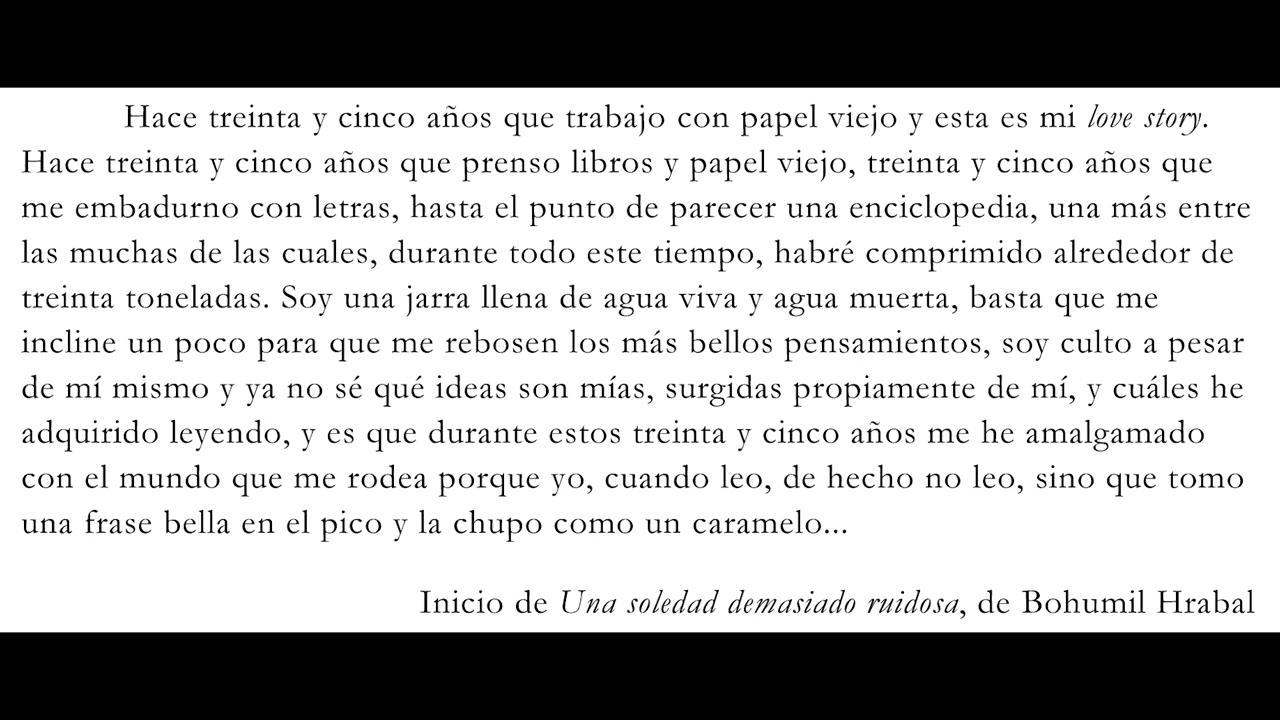 Hace treinta y cinco años que trabajo con papel viejo y esta es mi love story.
Hace treinta y cinco años que prenso libros y papel viejo, treinta y cinco años que
me embadurno con letras, hasta el punto de parecer una enciclopedia, una más entre
las muchas de las cuales, durante todo este tiempo, habré comprimido alrededor de
treinta toneladas. Soy una jarra llena de agua viva y agua muerta, basta que me
incline un poco para que me rebosen los más bellos pensamientos, soy culto a pesar
de mí mismo y ya no sé qué ideas son mías, surgidas propiamente de mí, y cuáles he
adquirido leyendo, y es que durante estos treinta y cinco años me he amalgamado
con el mundo que me rodea porque yo, cuando leo, de hecho no leo, sino que tomo
una frase bella en el pico y la chupo como un caramelo...
Inicio de Una soledad demasiado ruidosa, de Bohumil Hrabal